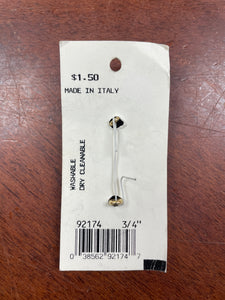 $1.50
MADE IN ITALY
WASHABLE
DRY CLEANABLE
92174 3/4"
0 38562 92174 7